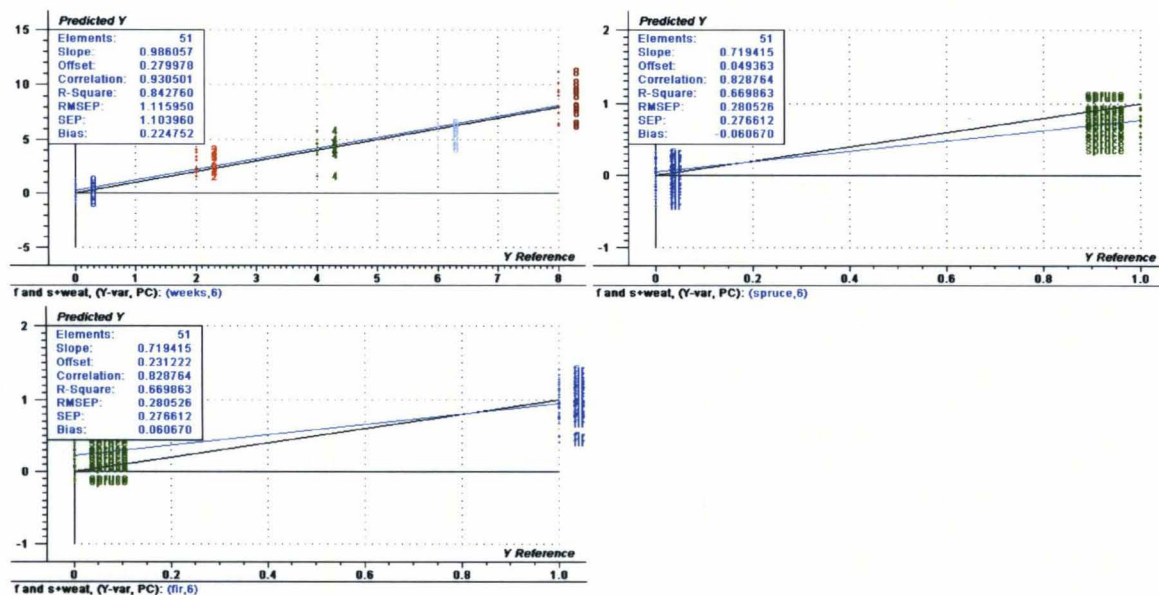 Predicted Y
Elements: 51
Slope: 0.986057
Offset: 0.279978
Correlation: 0.930501
R-Square: 0.842760
RMSEP: 1.115950
SEP: 1.103960
Bias: 0.224752
15
10
5
0
-5
2
4
4
8
Y Reference
0 1 2 3 4 5 6 7 8
f and s+weat, (Y-var, PC): (weeks,6)
Predicted Y
Elements: 51
Slope: 0.719415
Offset: 0.049363
Correlation: 0.828764
R-Square: 0.669863
RMSEP: 0.280526
SEP: 0.276612
Bias: -0.060670
2
1
0
-1
spruce
Y Reference
0 0.2 0.4 0.6 0.8 1.0
f and s+weat, (Y-var, PC): (spruce,6)
Predicted Y
Elements: 51
Slope: 0.719415
Offset: 0.231222
Correlation: 0.828764
R-Square: 0.669863
RMSEP: 0.280526
SEP: 0.276612
Bias: 0.060670
2
1
0
-1
spruce
fir
Y Reference
0 0.2 0.4 0.6 0.8 1.0
f and s+weat, (Y-var, PC): (fir,6)